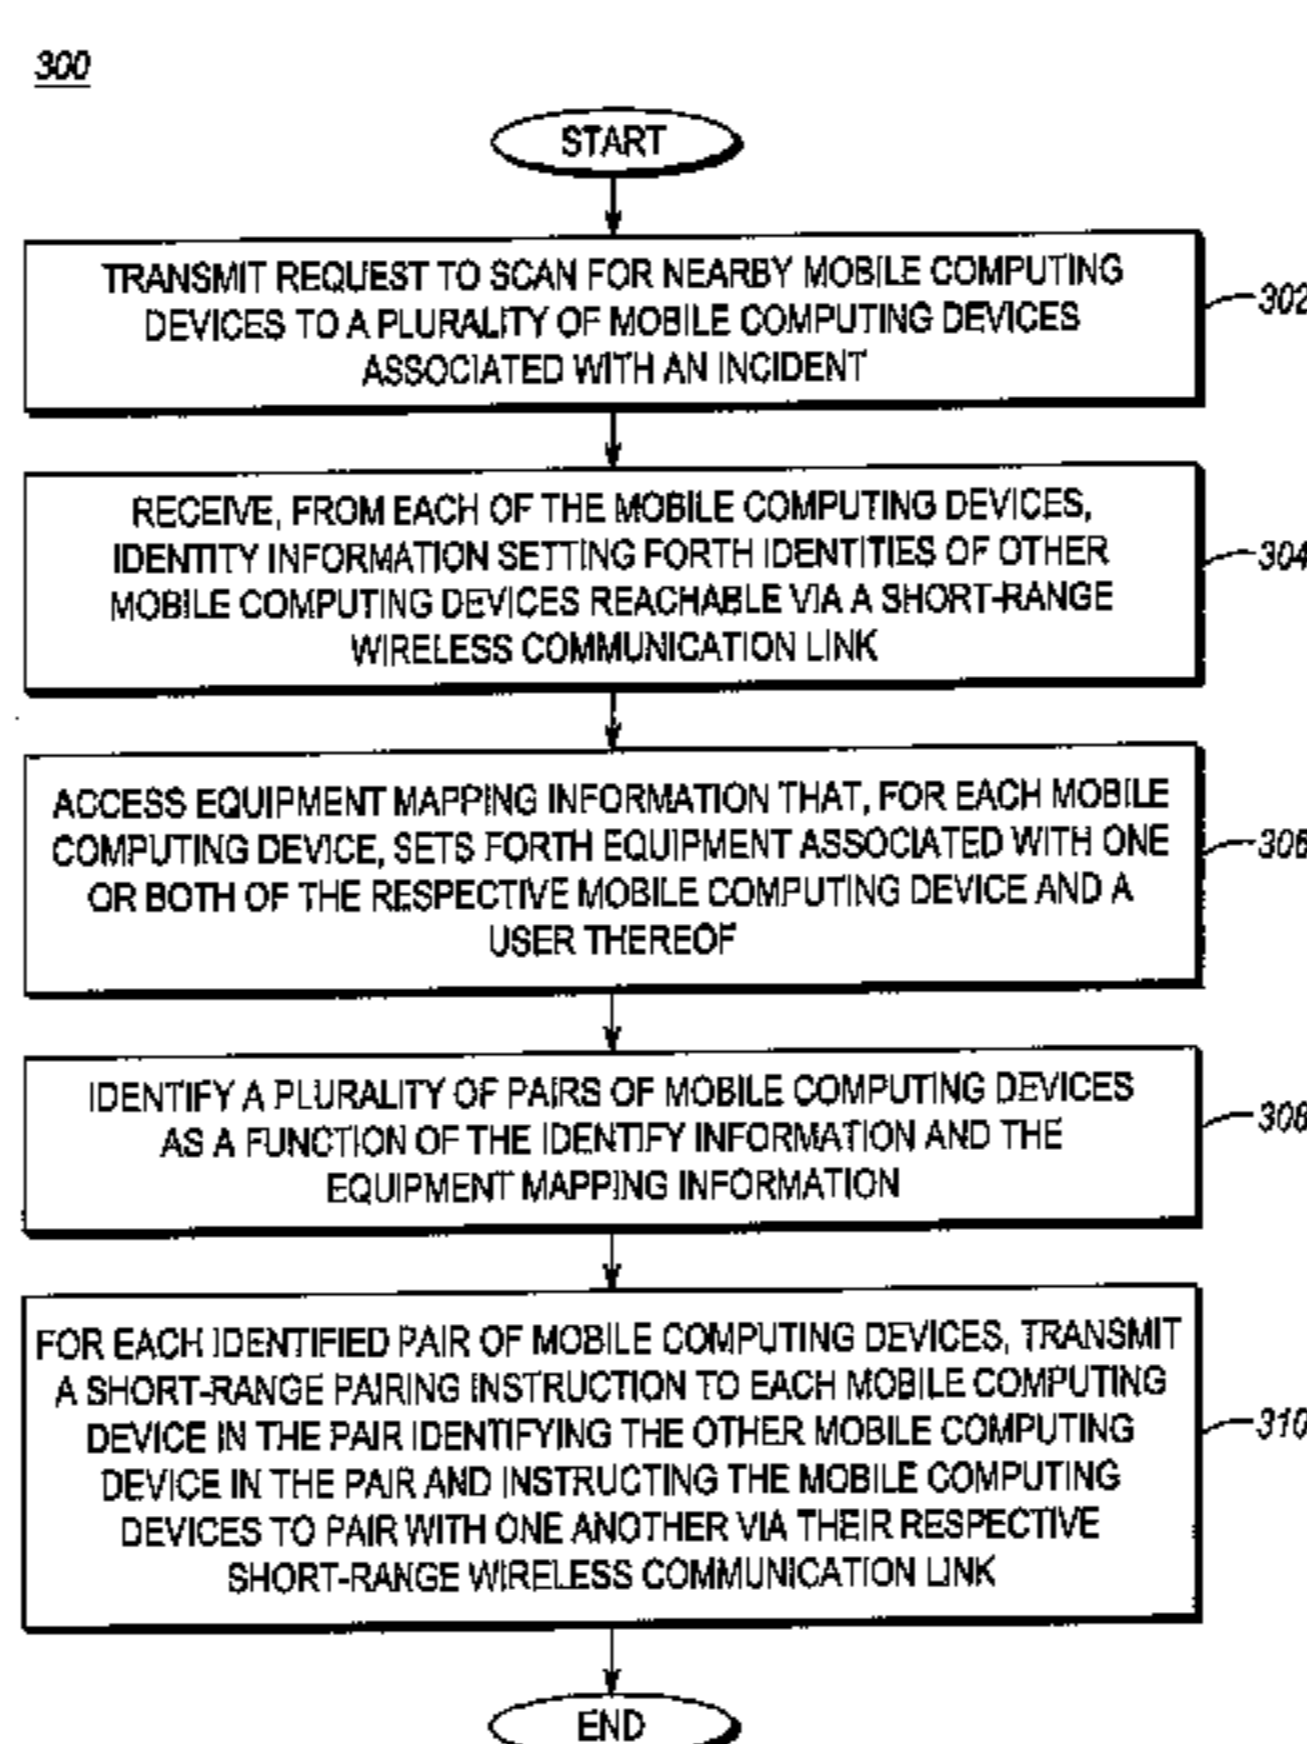 300
START
TRANSMIT REQUEST TO SCAN FOR NEARBY MOBILE COMPUTING
DEVICES TO A PLURALITY OF MOBILE COMPUTING DEVICES
ASSOCIATED WITH AN INCIDENT
302
RECEIVE, FROM EACH OF THE MOBILE COMPUTING DEVICES,
IDENTITY INFORMATION SETTING FORTH IDENTITIES OF OTHER
MOBILE COMPUTING DEVICES REACHABLE VIA A SHORT-RANGE
WIRELESS COMMUNICATION LINK
304
ACCESS EQUIPMENT MAPPING INFORMATION THAT, FOR EACH MOBILE
COMPUTING DEVICE, SETS FORTH EQUIPMENT ASSOCIATED WITH ONE
OR BOTH OF THE RESPECTIVE MOBILE COMPUTING DEVICE AND A
USER THEREOF
306
IDENTIFY A PLURALITY OF PAIRS OF MOBILE COMPUTING DEVICES
AS A FUNCTION OF THE IDENTIFY INFORMATION AND THE
EQUIPMENT MAPPING INFORMATION
308
FOR EACH IDENTIFIED PAIR OF MOBILE COMPUTING DEVICES, TRANSMIT
A SHORT-RANGE PAIRING INSTRUCTION TO EACH MOBILE COMPUTING
DEVICE IN THE PAIR IDENTIFYING THE OTHER MOBILE COMPUTING
DEVICE IN THE PAIR AND INSTRUCTING THE MOBILE COMPUTING
DEVICES TO PAIR WITH ONE ANOTHER VIA THEIR RESPECTIVE
SHORT-RANGE WIRELESS COMMUNICATION LINK
310
END